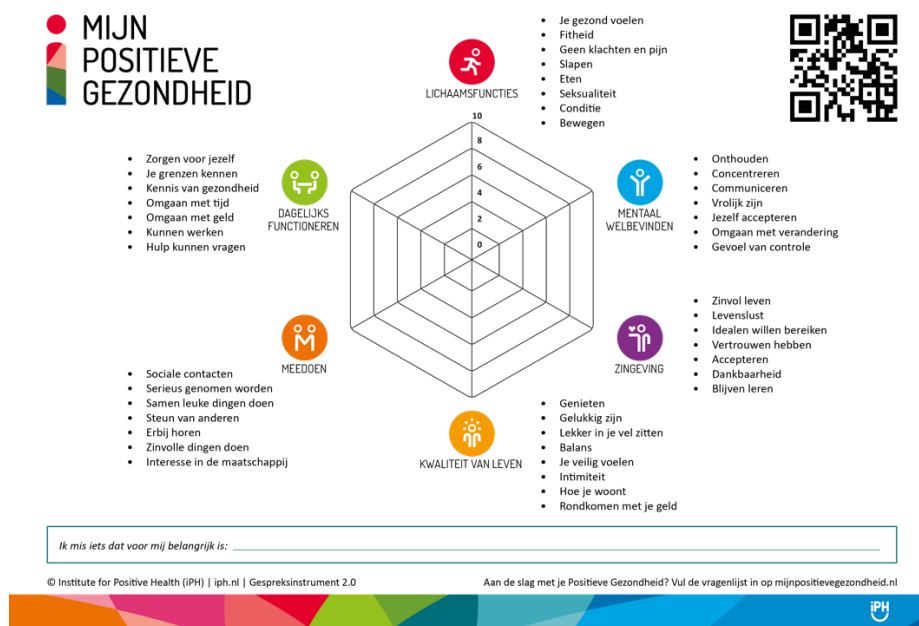 MIJN
POSITIEVE
GEZONDHEID
LICHAAMSFUNCTIES
• Je gezond voelen
• Fitheid
• Geen klachten en pijn
• Slapen
• Eten
• Seksualiteit
• Conditie
• Bewegen
10
8
6
4
2
0
• Zorgen voor jezelf
• Je grenzen kennen
• Kennis van gezondheid
• Omgaan met tijd
• Omgaan met geld
• Kunnen werken
• Hulp kunnen vragen
DAGELIJKS
FUNCTIONEREN
MENTAAL
WELBEVINDEN
• Onthouden
• Concentreren
• Communiceren
• Vrolijk zijn
• Jezelf accepteren
• Omgaan met verandering
• Gevoel van controle
MEEDOEN
• Sociale contacten
• Serieus genomen worden
• Samen leuke dingen doen
• Steun van anderen
• Erbij horen
• Zinvolle dingen doen
• Interesse in de maatschappij
ZINGEVING
• Zinvol leven
• Levenslust
• Idealen willen bereiken
• Vertrouwen hebben
• Accepteren
• Dankbaarheid
• Blijven leren
KWALITEIT VAN LEVEN
• Genieten
• Gelukkig zijn
• Lekker in je vel zitten
• Balans
• Je veilig voelen
• Intimiteit
• Hoe je woont
• Rondkomen met je geld
Ik mis iets dat voor mij belangrijk is:
© Institute for Positive Health (iPH) | iph.nl | Gespreksinstrument 2.0
Aan de slag met je Positieve Gezondheid? Vul de vragenlijst in op mijnpositievegezondheid.nl
iPH